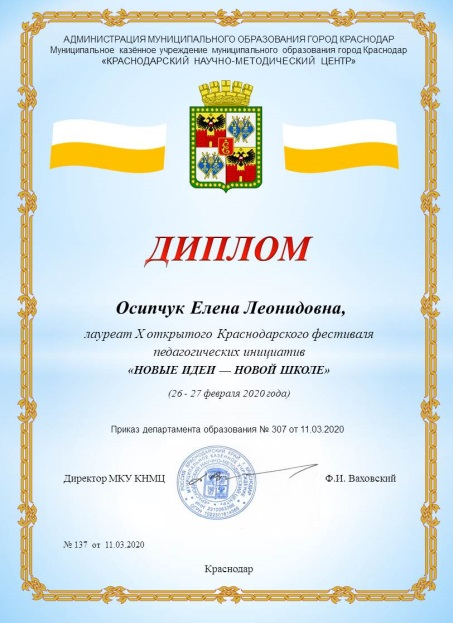 АДМИНИСТРАЦИЯ МУНИЦИПАЛЬНОГО ОБРАЗОВАНИЯ ГОРОД КРАСНОДАР
Муниципальное казённое учреждение муниципального образования город Краснодар
«КРАСНОДАРСКИЙ НАУЧНО-МЕТОДИЧЕСКИЙ ЦЕНТР»
ДИПЛОМ
Осипчук Елена Леонидовна,
лауреат X открытого Краснодарского фестиваля
педагогических инициатив
«НОВЫЕ ИДЕИ — НОВОЙ ШКОЛЕ»
(26 - 27 февраля 2020 года)
Приказ департамента образования № 307 от 11.03.2020
Директор МКУ КНМЦ
Ф.И. Ваховский
№ 137 от 11.03.2020
Краснодар